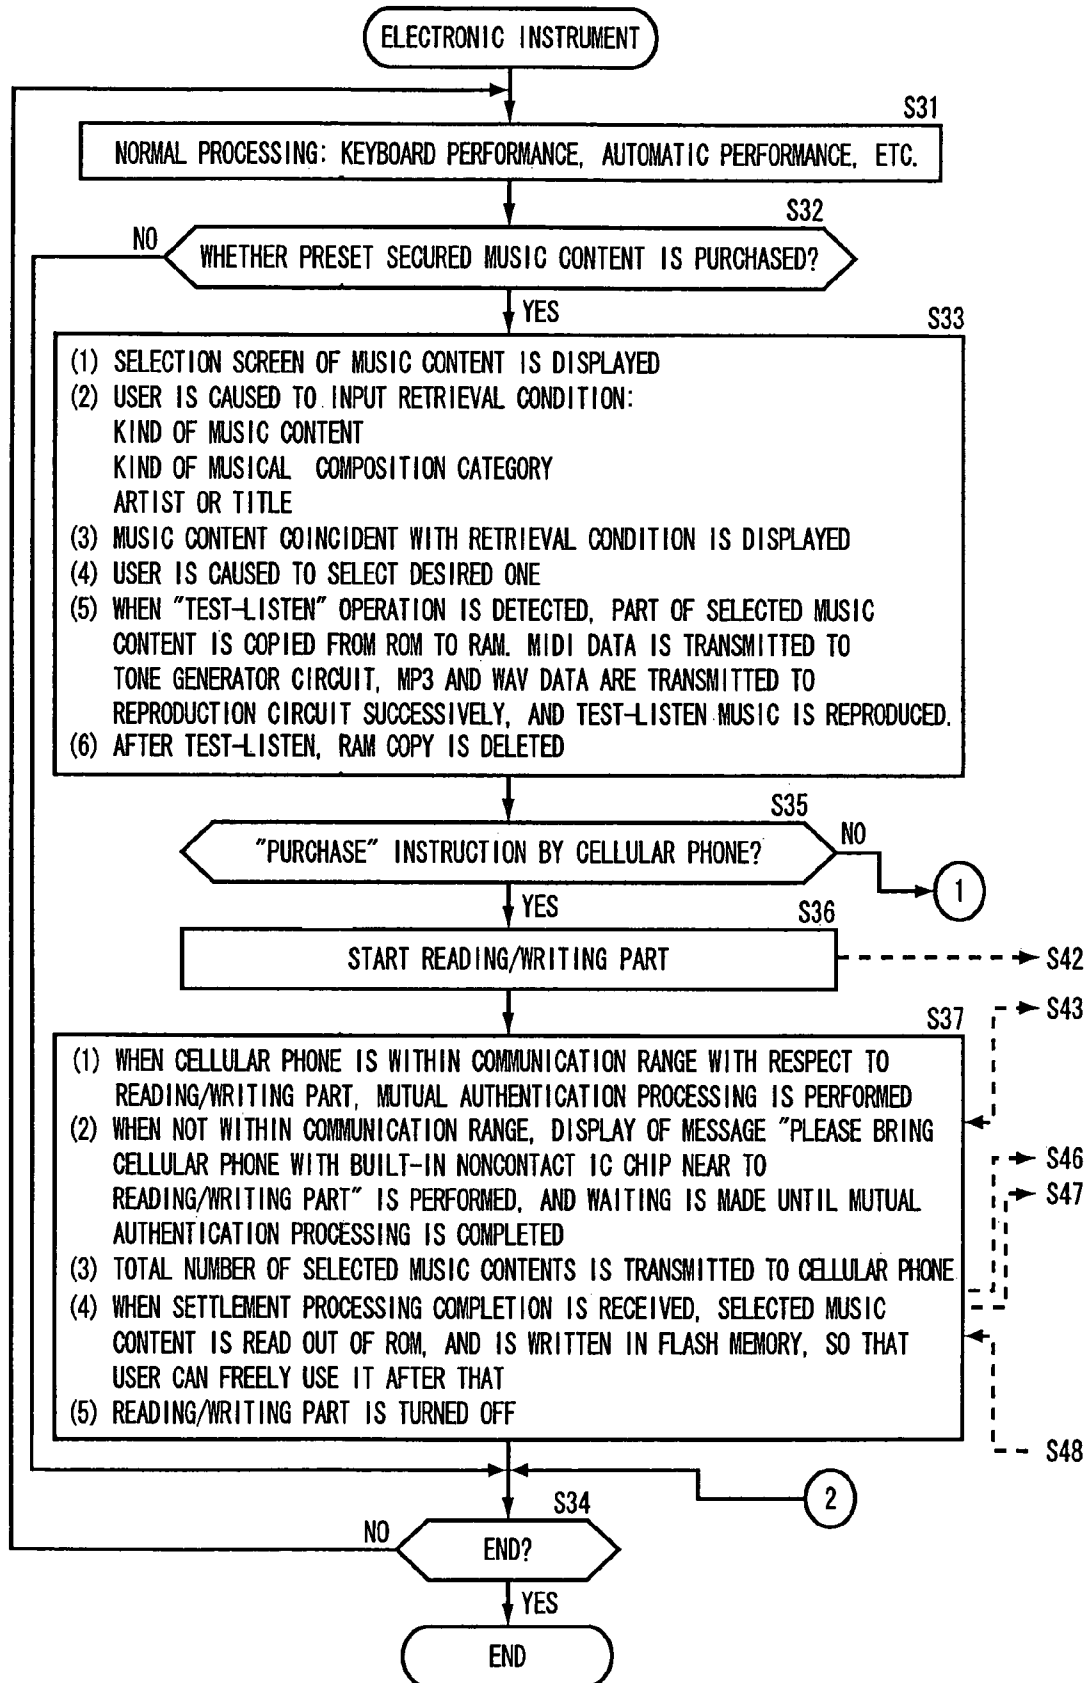 ELECTRONIC INSTRUMENT
S31
NORMAL PROCESSING: KEYBOARD PERFORMANCE, AUTOMATIC PERFORMANCE, ETC.
S32
NO
WHETHER PRESET SECURED MUSIC CONTENT IS PURCHASED?
YES
S33
(1) SELECTION SCREEN OF MUSIC CONTENT IS DISPLAYED
(2) USER IS CAUSED TO INPUT RETRIEVAL CONDITION:
KIND OF MUSIC CONTENT
KIND OF MUSICAL COMPOSITION CATEGORY
ARTIST OR TITLE
(3) MUSIC CONTENT COINCIDENT WITH RETRIEVAL CONDITION IS DISPLAYED
(4) USER IS CAUSED TO SELECT DESIRED ONE
(5) WHEN "TEST-LISTEN" OPERATION IS DETECTED, PART OF SELECTED MUSIC
CONTENT IS COPIED FROM ROM TO RAM. MIDI DATA IS TRANSMITTED TO
TONE GENERATOR CIRCUIT, MP3 AND WAV DATA ARE TRANSMITTED TO
REPRODUCTION CIRCUIT SUCCESSIVELY, AND TEST-LISTEN MUSIC IS REPRODUCED.
(6) AFTER TEST-LISTEN, RAM COPY IS DELETED
S35
"PURCHASE" INSTRUCTION BY CELLULAR PHONE?
NO
1
YES
S36
START READING/WRITING PART
S42
S43
S37
(1) WHEN CELLULAR PHONE IS WITHIN COMMUNICATION RANGE WITH RESPECT TO
READING/WRITING PART, MUTUAL AUTHENTICATION PROCESSING IS PERFORMED
(2) WHEN NOT WITHIN COMMUNICATION RANGE, DISPLAY OF MESSAGE "PLEASE BRING
CELLULAR PHONE WITH BUILT-IN NONCONTACT IC CHIP NEAR TO
READING/WRITING PART" IS PERFORMED, AND WAITING IS MADE UNTIL MUTUAL
AUTHENTICATION PROCESSING IS COMPLETED
(3) TOTAL NUMBER OF SELECTED MUSIC CONTENTS IS TRANSMITTED TO CELLULAR PHONE
(4) WHEN SETTLEMENT PROCESSING COMPLETION IS RECEIVED, SELECTED MUSIC
CONTENT IS READ OUT OF ROM, AND IS WRITTEN IN FLASH MEMORY, SO THAT
USER CAN FREELY USE IT AFTER THAT
(5) READING/WRITING PART IS TURNED OFF
S46
S47
S48
2
S34
NO
END?
YES
END